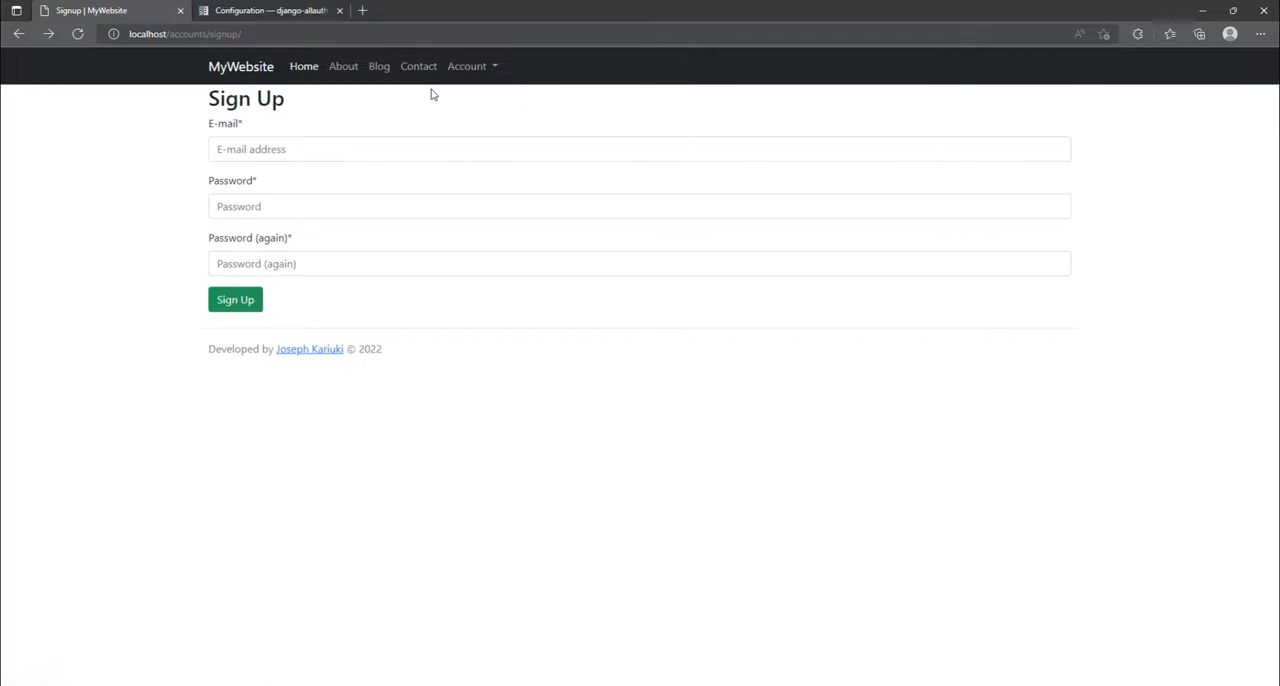 Signup | MyWebsite
Configuration — django-allauth
localhost/accounts/signup/
MyWebsite Home About Blog Contact Account
Sign Up
E-mail*
E-mail address
Password*
Password
Password (again)*
Password (again)
Sign Up
Developed by Joseph Kariuki © 2022